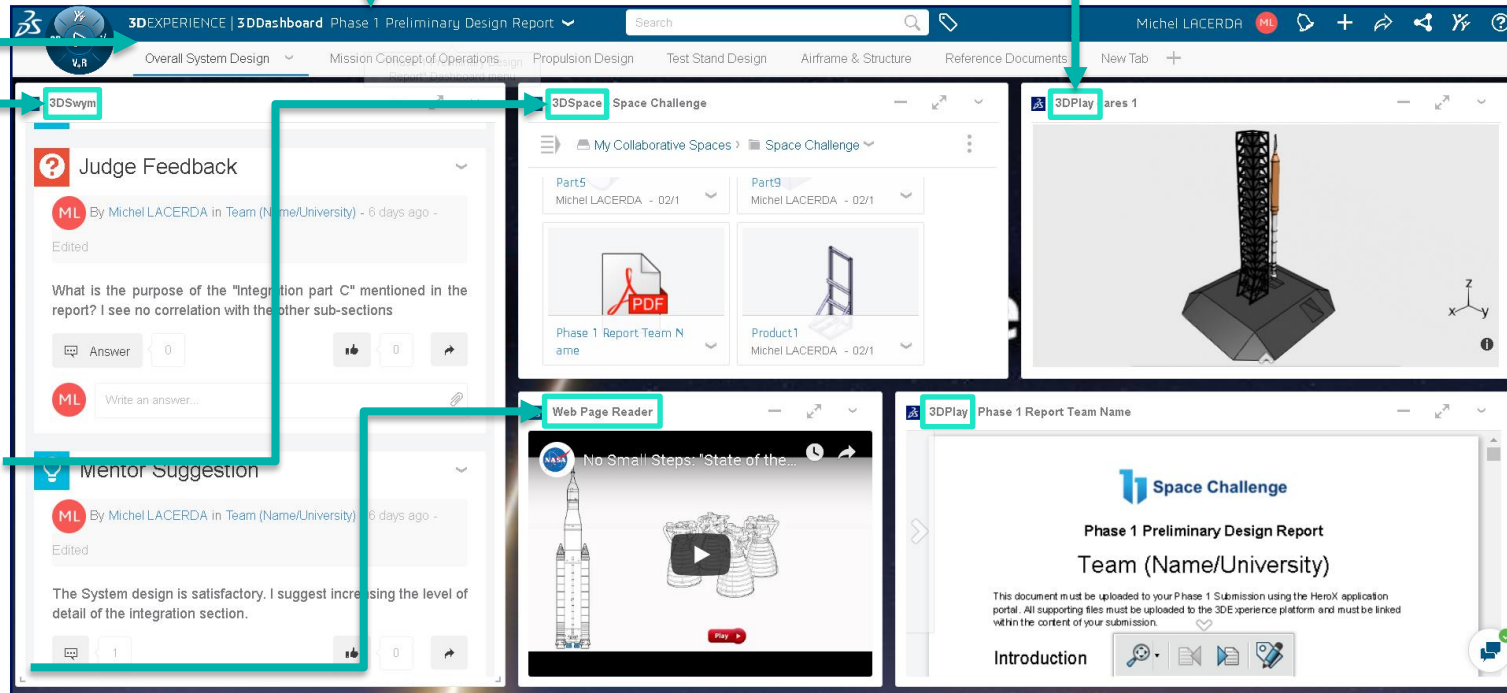 3DEXPERIENCE | 3DDashboard Phase 1 Preliminary Design Report
Search
Michel LACERDA ML
V.R
Overall System Design
Mission Concept of Operations
Propulsion Design
Test Stand Design
Airframe & Structure
Reference Documents
New Tab
Report" Dashboard menu
3DSwym
Judge Feedback
ML By Michel LACERDA in Team (Name/University) - 6 days ago -
Edited
What is the purpose of the "Integration part C" mentioned in the
report? I see no correlation with the other sub-sections
Answer 0
0
ML Write an answer...
Mentor Suggestion
ML By Michel LACERDA in Team (Name/University) 6 days ago -
Edited
The System design is satisfactory. I suggest increasing the level of
detail of the integration section.
1
0
3DSpace Space Challenge
My Collaborative Spaces > Space Challenge
Part5
Michel LACERDA - 02/1
Part9
Michel LACERDA - 02/1
PDF
Phase 1 Report Team N
ame
Product1
Michel LACERDA - 02/1
3DPlay ares 1
z
x
y
Web Page Reader
NASA
No Small Steps: "State of the...
Play
3DPlay Phase 1 Report Team Name
Space Challenge
Phase 1 Preliminary Design Report
Team (Name/University)
This document must be uploaded to your Phase 1 Submission using the HeroX application
portal. All supporting files must be uploaded to the 3DExperience platform and must be linked
within the content of your submission.
Introduction